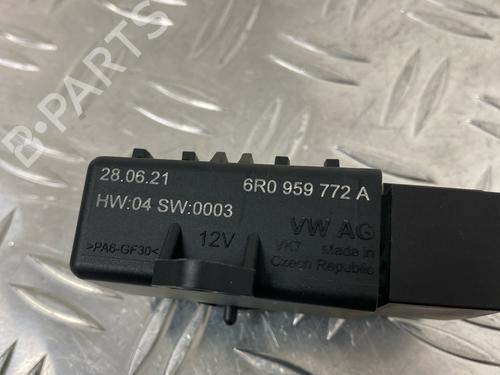 B-PARTS
28.06.21
6R0 959 772 A
HW:04 SW:0003
VW AG
>PA6-GF30<
12V
VK7 Made in
Czech Republic